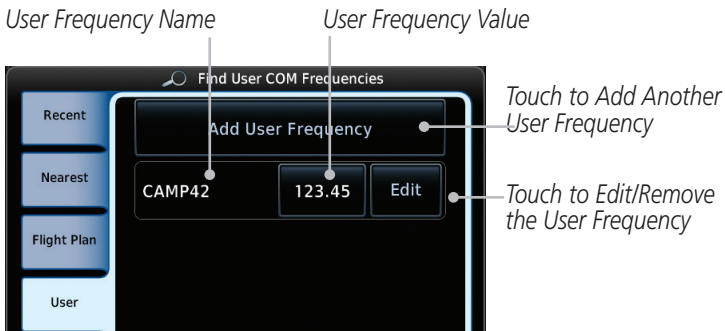 User Frequency Name
User Frequency Value
Find User COM Frequencies
Recent
Add User Frequency
Touch to Add Another
User Frequency
Nearest
CAMP42
123.45
Edit
Touch to Edit/Remove
the User Frequency
Flight Plan
User